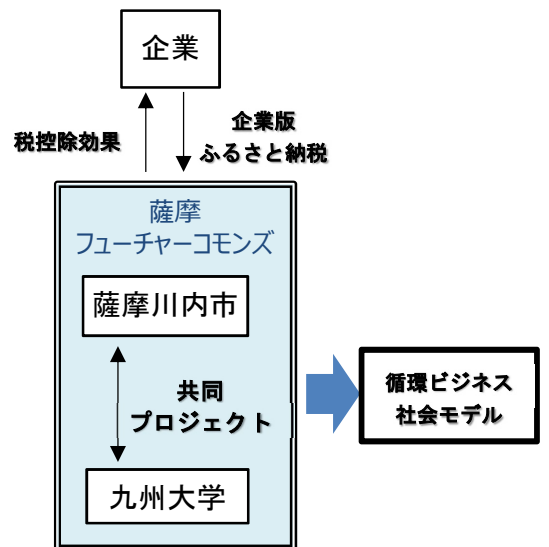 企業
税控除効果
企業版
ふるさと納税
薩摩
フューチャーコモンズ
薩摩川内市
共同
プロジェクト
九州大学
循環ビジネス
社会モデル